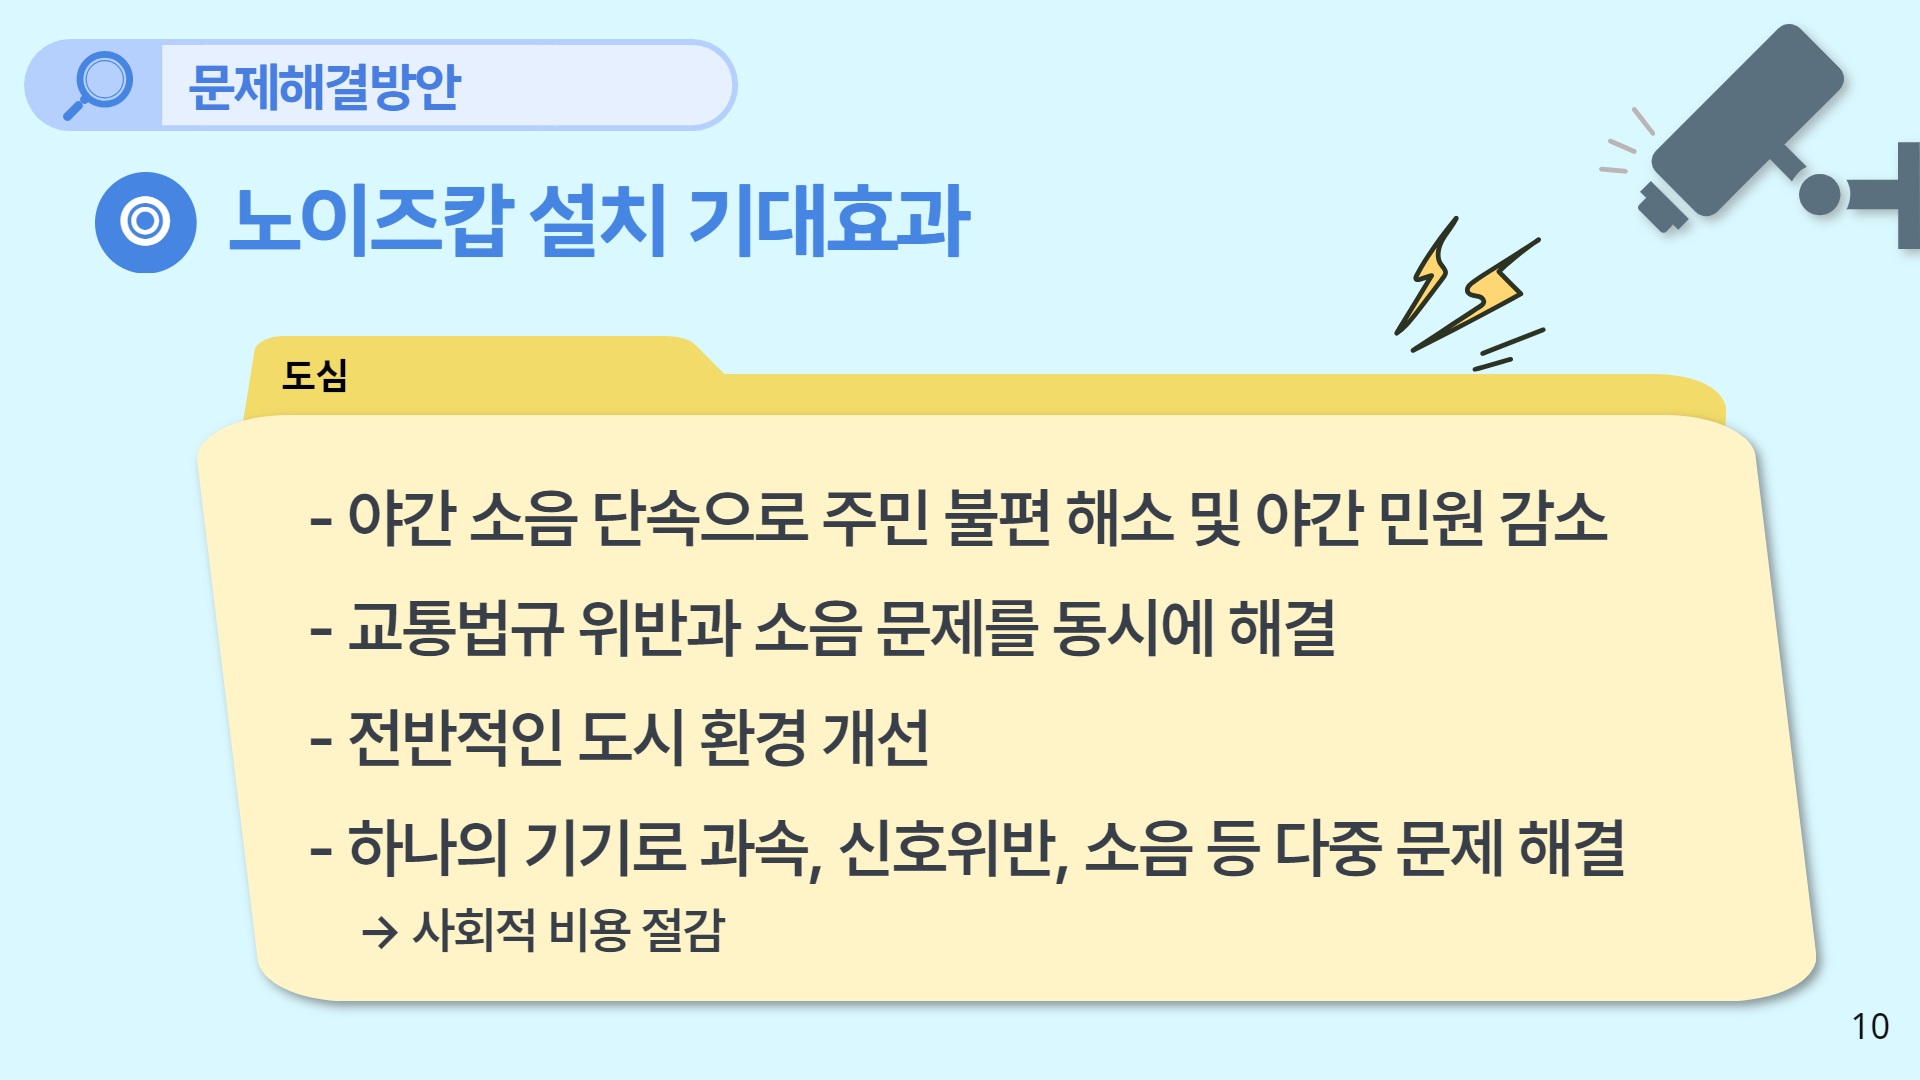 문제해결방안
노이즈캅 설치 기대효과
도심
- 야간 소음 단속으로 주민 불편 해소 및 야간 민원 감소
- 교통법규 위반과 소음 문제를 동시에 해결
- 전반적인 도시 환경 개선
- 하나의 기기로 과속, 신호위반, 소음 등 다중 문제 해결
→ 사회적 비용 절감
10